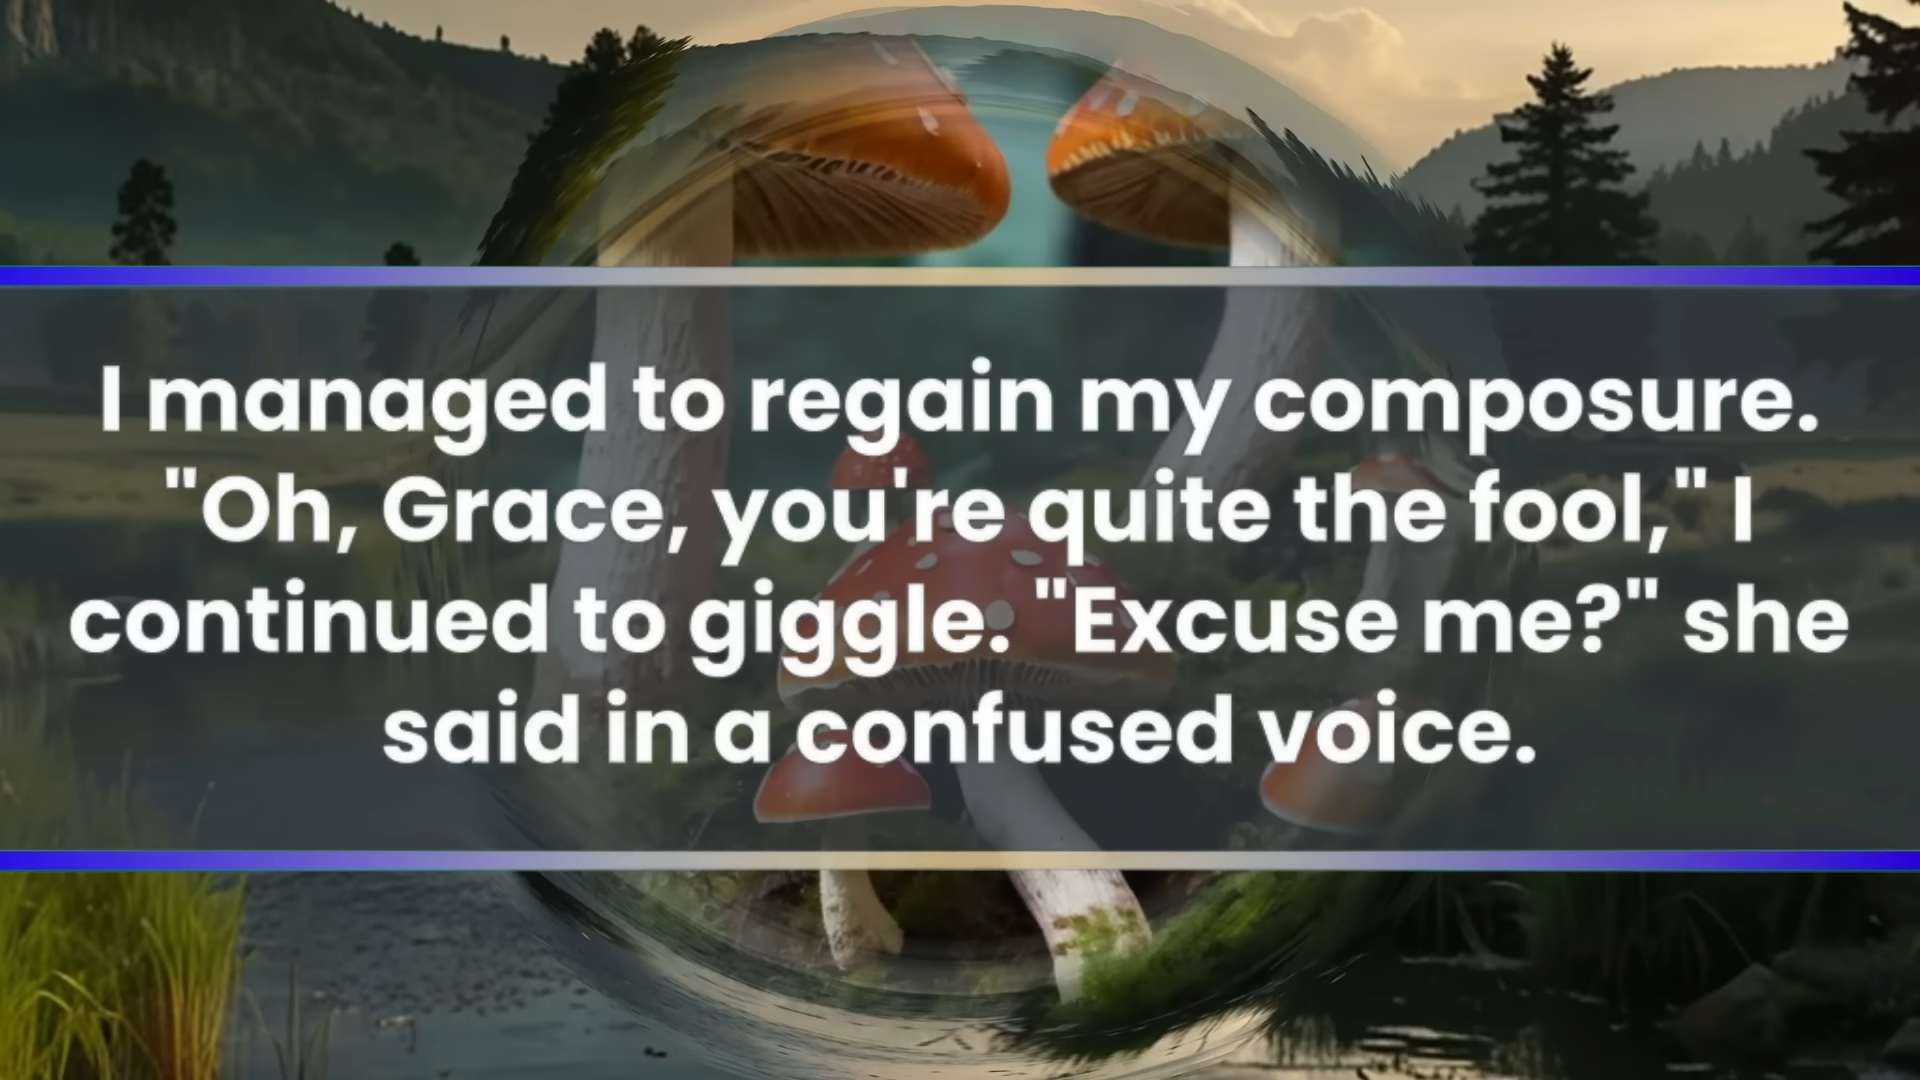 I managed to regain my composure.
"Oh, Grace, you're quite the fool," I
continued to giggle. "Excuse me?" she
said in a confused voice.